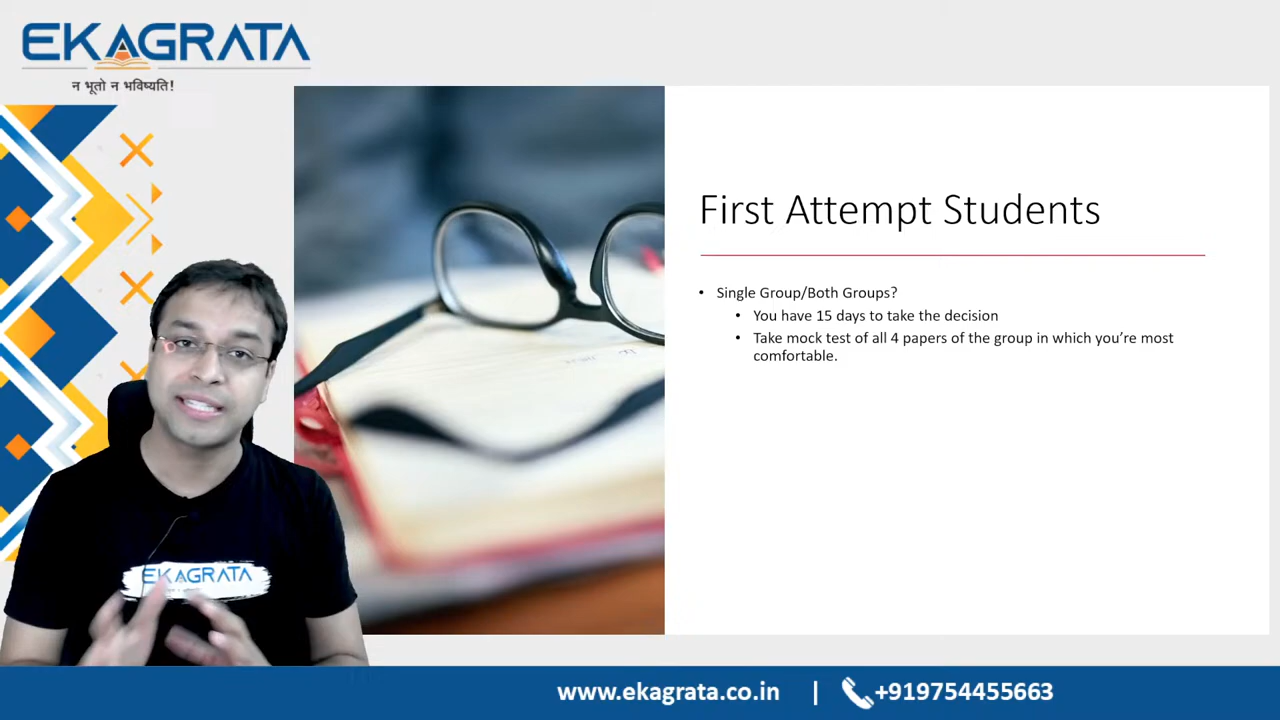 EKAGRATA
न भूतो न भविष्यति!
First Attempt Students
• Single Group/Both Groups?
• You have 15 days to take the decision
• Take mock test of all 4 papers of the group in which you're most
comfortable.
EKAGRATA
www.ekagrata.co.in | +919754455663